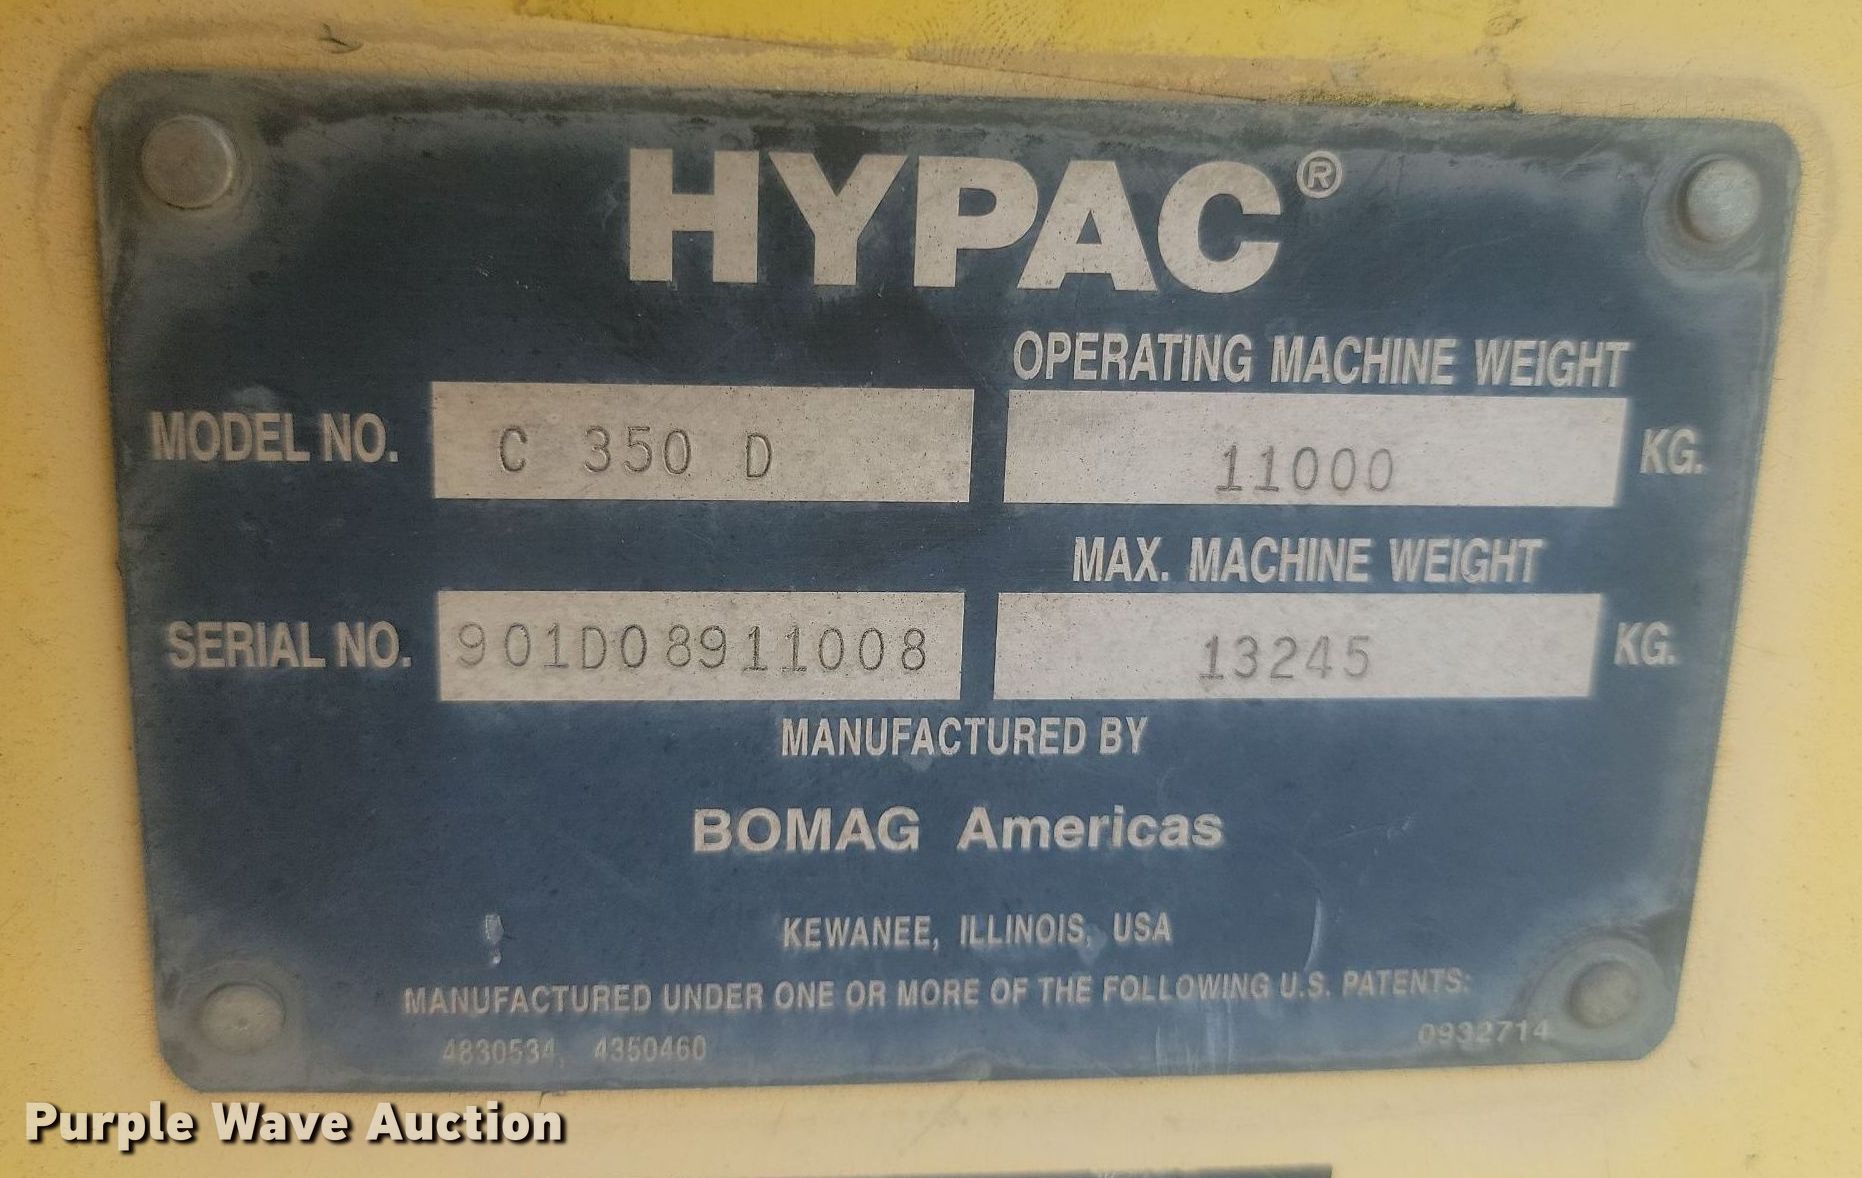 HYPAC®
OPERATING MACHINE WEIGHT
MODEL NO. C 350 D 11000 KG.
MAX. MACHINE WEIGHT
SERIAL NO. 901D08911008 13245 KG.
MANUFACTURED BY
BOMAG Americas
KEWANEE, ILLINOIS, USA
MANUFACTURED UNDER ONE OR MORE OF THE FOLLOWING U.S. PATENTS:
4830534, 4350460 0932714
Purple Wave Auction